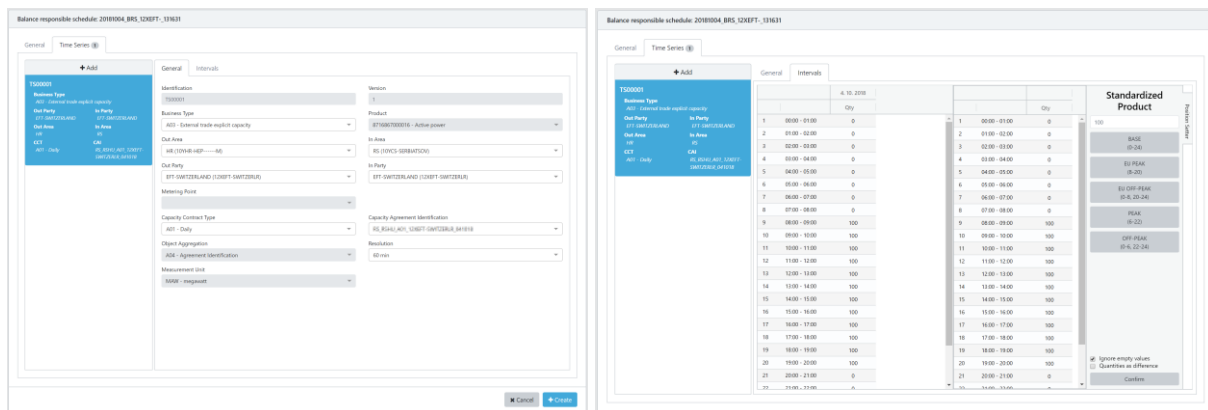 Balance responsible schedule: 20181004_BRS_12XEFT-_131631
General
Time Series 1
+ Add
TS00001
Business Type
A03 - External trade explicit capacity
Out Party
In Party
EFT-SWITZERLAND
EFT-SWITZERLAND
Out Area
In Area
HR
RS
CCT
CAI
A01 - Daily
General
Intervals
Identification
Version
TS00001
1
Business Type
Product
A03 - External trade explicit capacity
8716867000016 - Active power
Out Area
In Area
HR (10YHR-HEP------M)
RS (10YCS-SERBIATSOV)
Out Party
In Party
EFT-SWITZERLAND (12XEFT-SWITZERLR)
EFT-SWITZERLAND (12XEFT-SWITZERLR)
Metering Point
Capacity Contract Type
Capacity Agreement Identification
A01 - Daily
Object Aggregation
Resolution
A06 - Agreement Identification
60 min
Measurement Unit
MAW - megawatt
Cancel
+ Create
Balance responsible schedule: 20181004_BRS_12XEFT-_131631
General
Time Series 1
+ Add
TS00001
Business Type
A03 - External trade explicit capacity
Out Party
In Party
EFT-SWITZERLAND
EFT-SWITZERLAND
Out Area
In Area
HR
RS
CCT
CAI
A01 - Daily
General
Intervals
4. 10. 2018
Qty
Qty
1 00:00 - 01:00 0 1 00:00 - 01:00 0
2 01:00 - 02:00 0 2 01:00 - 02:00 0
3 02:00 - 03:00 0 3 02:00 - 03:00 0
4 03:00 - 04:00 0 4 03:00 - 04:00 0
5 04:00 - 05:00 0 5 04:00 - 05:00 0
6 05:00 - 06:00 0 6 05:00 - 06:00 0
7 06:00 - 07:00 0 7 06:00 - 07:00 0
8 07:00 - 08:00 0 8 07:00 - 08:00 0
9 08:00 - 09:00 100 9 08:00 - 09:00 100
10 09:00 - 10:00 100 10 09:00 - 10:00 100
11 10:00 - 11:00 100 11 10:00 - 11:00 100
12 11:00 - 12:00 100 12 11:00 - 12:00 100
13 12:00 - 13:00 100 13 12:00 - 13:00 100
14 13:00 - 14:00 100 14 13:00 - 14:00 100
15 14:00 - 15:00 100 15 14:00 - 15:00 100
16 15:00 - 16:00 100 16 15:00 - 16:00 100
17 16:00 - 17:00 100 17 16:00 - 17:00 100
18 17:00 - 18:00 100 18 17:00 - 18:00 100
19 18:00 - 19:00 100 19 18:00 - 19:00 100
20 19:00 - 20:00 100 20 19:00 - 20:00 100
21 20:00 - 21:00 0 21 20:00 - 21:00 0
Standardized
Product
100
BASE
(0-24)
EU PEAK
(8-20)
EU OFF-PEAK
(0-8, 20-24)
PEAK
(6-22)
OFF-PEAK
(0-6, 22-24)
Ignore empty values
Quantities as difference
Confirm
Position Setter